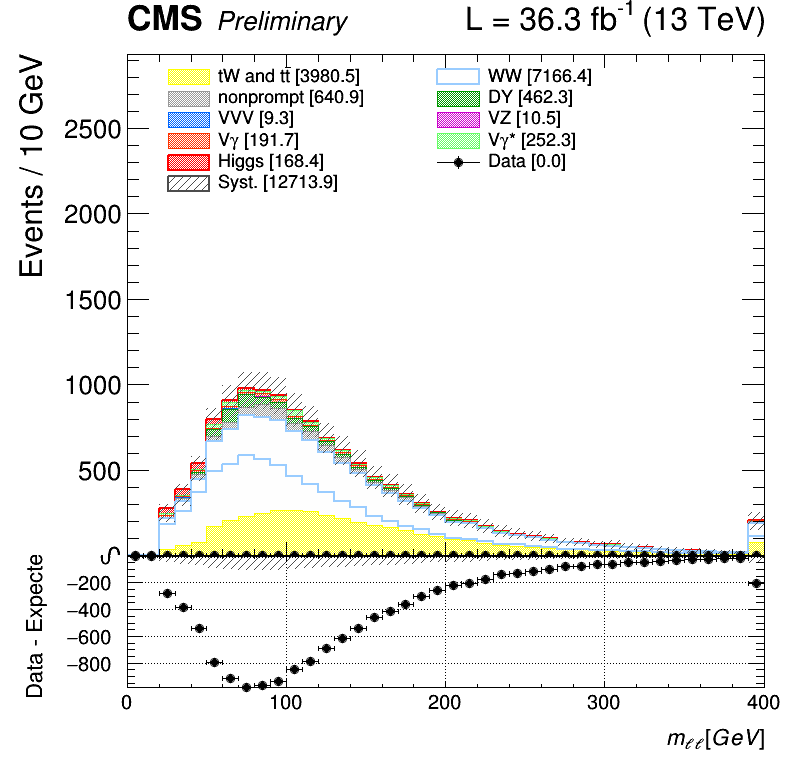 CMS Preliminary L = 36.3 fb⁻¹ (13 TeV)
Events / 10 GeV
tW and tt̄ [3980.5] WW [7166.4]
nonprompt [640.9] DY [462.3]
VVV [9.3] VZ [10.5]
Vγ [191.7] Vγ* [252.3]
Higgs [168.4] Data [0.0]
Syst. [12713.9]
2500
2000
1500
1000
500
0
Data - Expecte
−200
−400
−600
−800
0 100 200 300 400
m_ℓℓ[GeV]